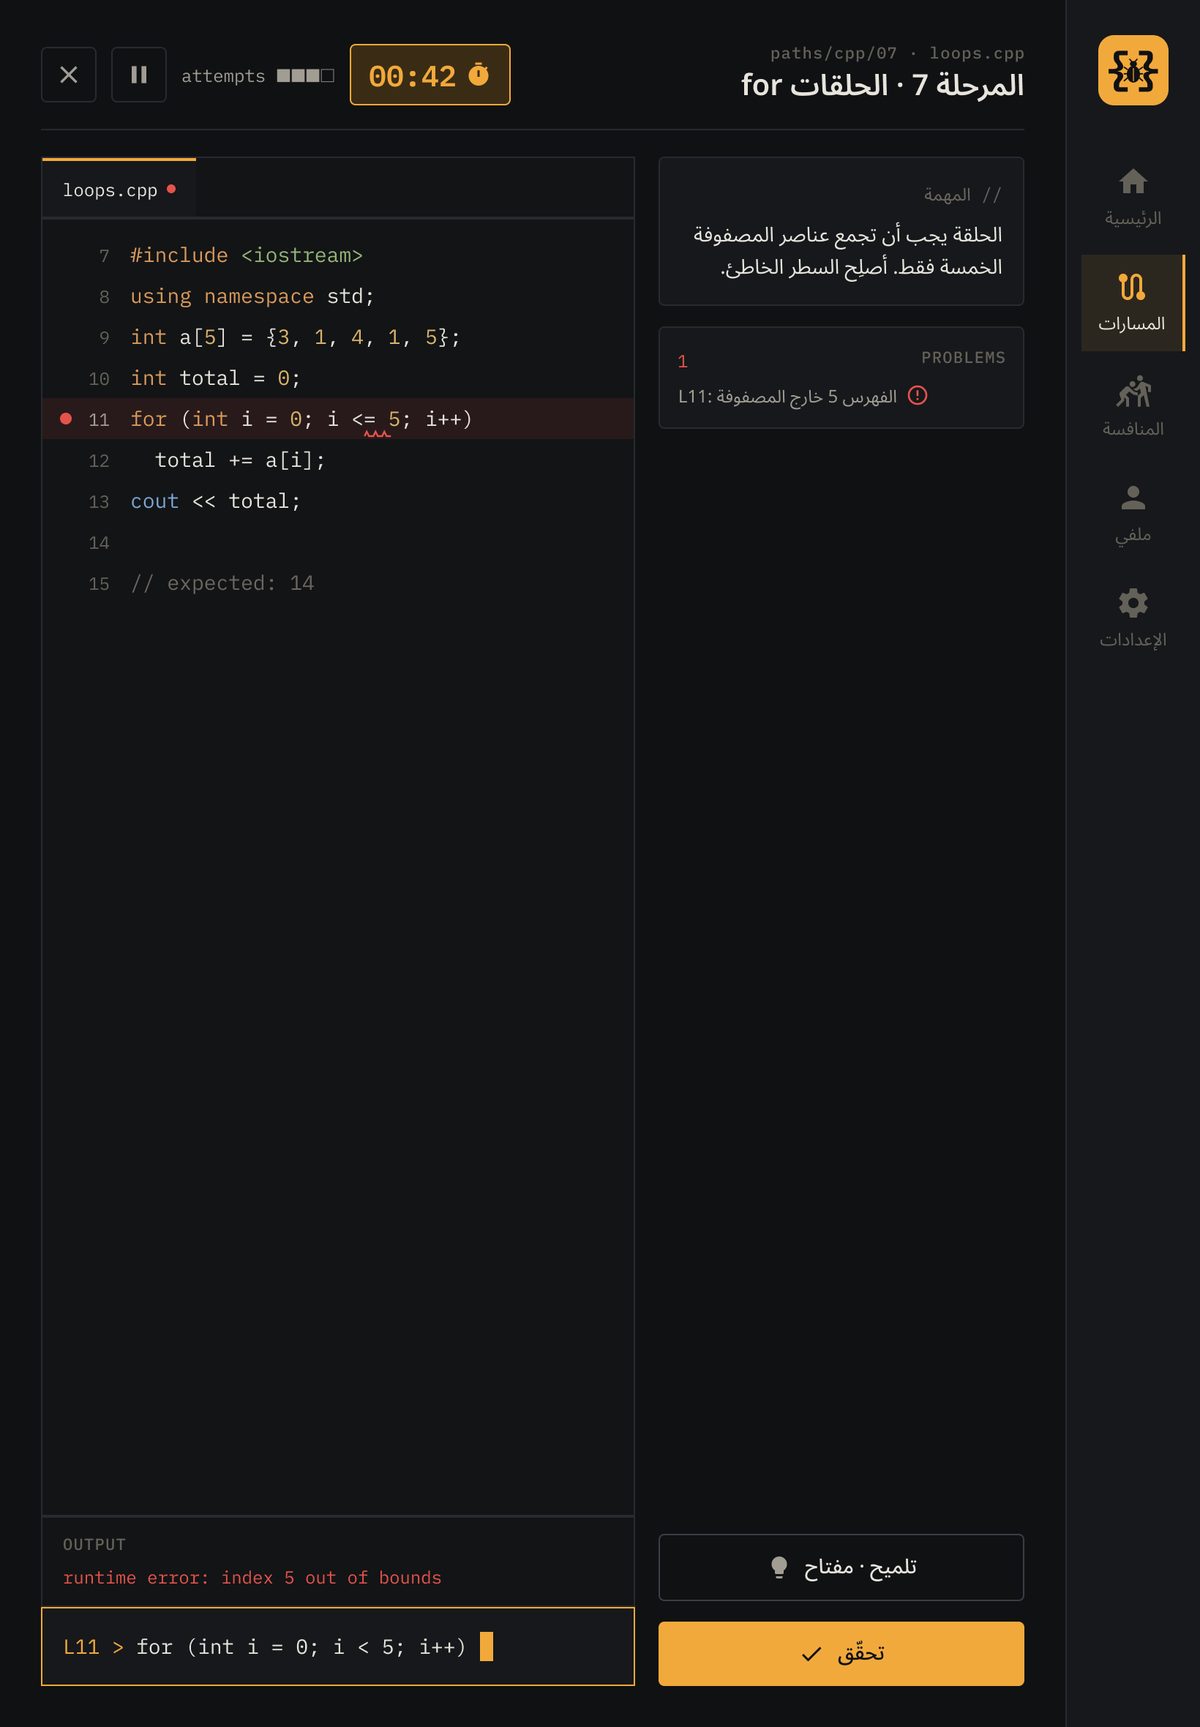 paths/cpp/07 · loops.cpp
المرحلة 7 · الحلقات for
attempts
00:42
الرئيسية
المسارات
المنافسة
ملفي
الإعدادات
// المهمة
الحلقة يجب أن تجمع عناصر المصفوفة
الخمسة فقط. أصلِح السطر الخاطئ.
PROBLEMS 1
L11: الفهرس 5 خارج المصفوفة
loops.cpp
7 #include <iostream>
8 using namespace std;
9 int a[5] = {3, 1, 4, 1, 5};
10 int total = 0;
11 for (int i = 0; i <= 5; i++)
12   total += a[i];
13 cout << total;
14
15 // expected: 14
OUTPUT
runtime error: index 5 out of bounds
L11 > for (int i = 0; i < 5; i++)
تلميح · مفتاح
تحقّق